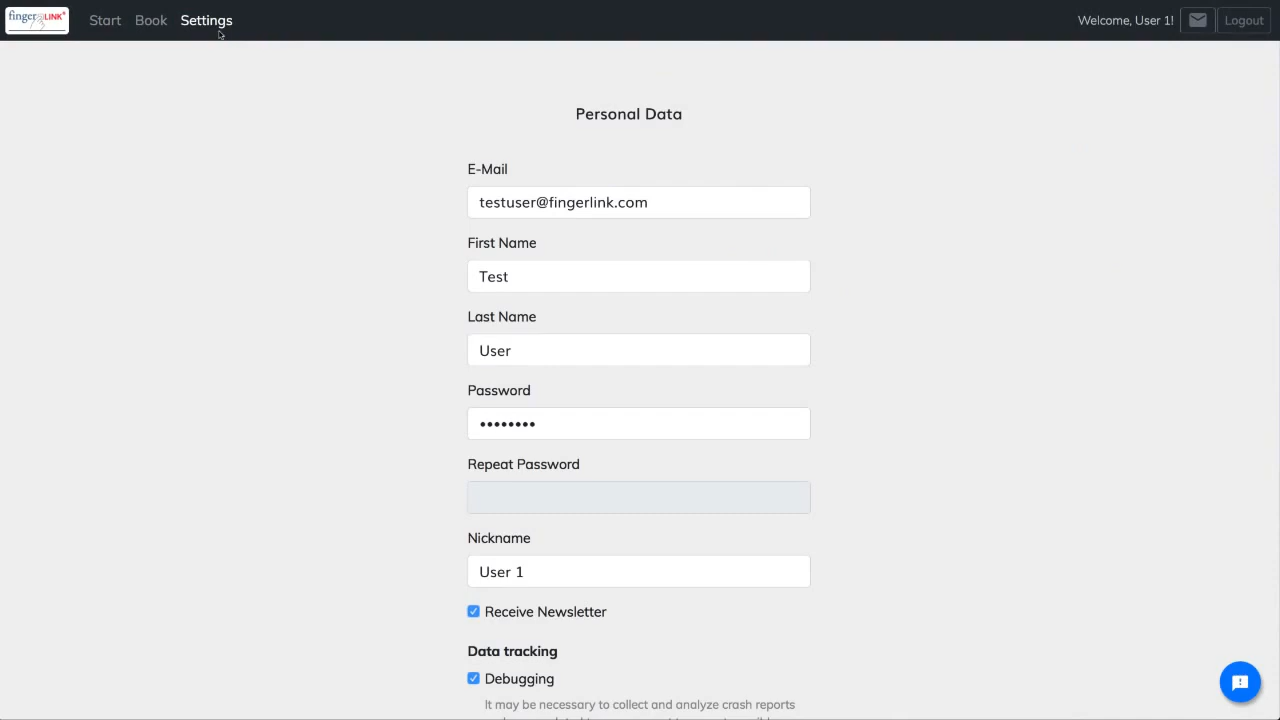 fingerLINK
Start Book Settings Welcome, User 1! Logout
Personal Data
E-Mail
testuser@fingerlink.com
First Name
Test
Last Name
User
Password
••••••••
Repeat Password
Nickname
User 1
Receive Newsletter
Data tracking
Debugging
It may be necessary to collect and analyze crash reports